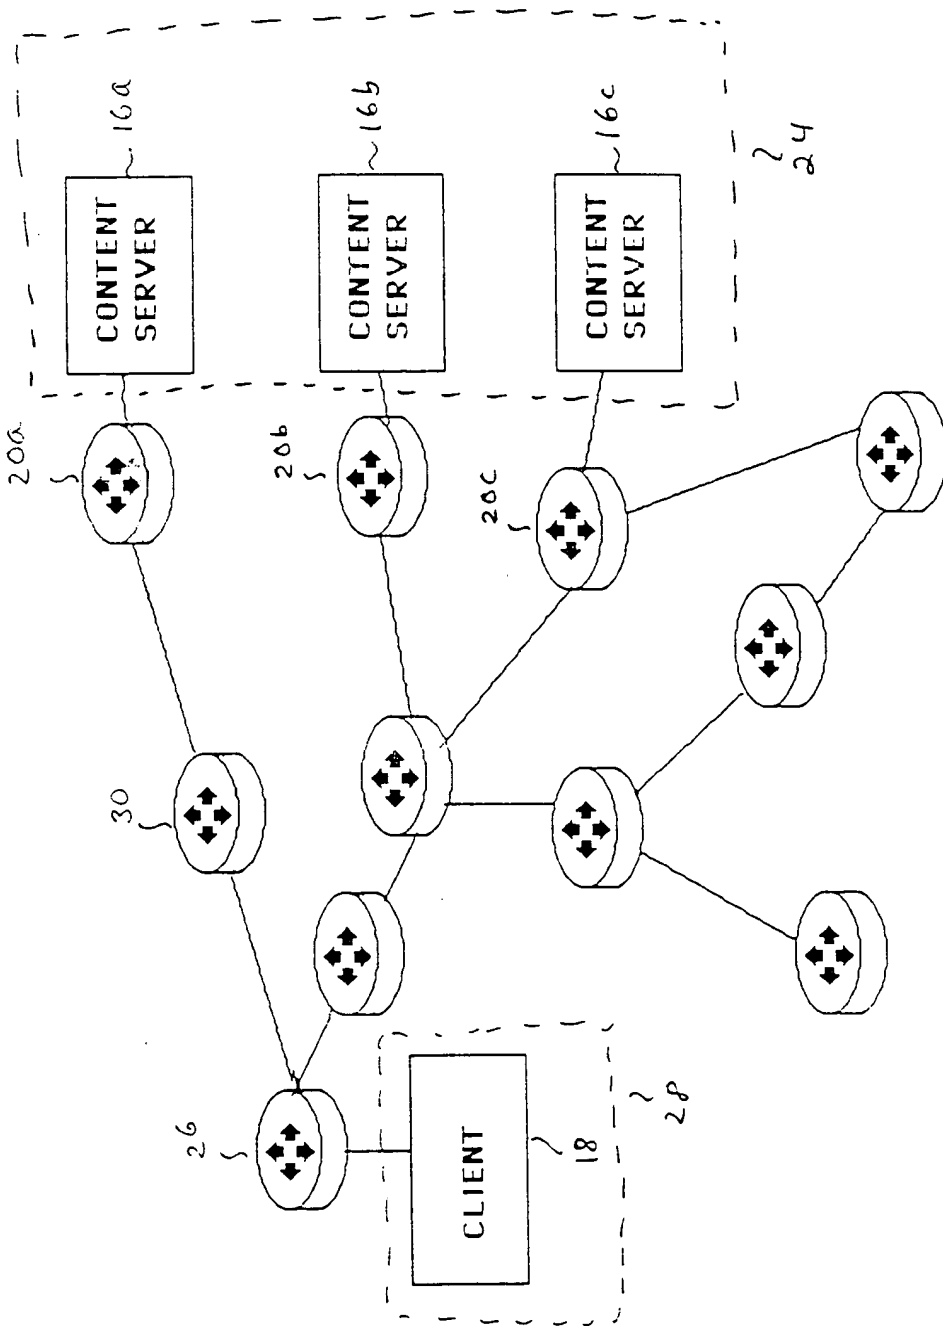 16a
CONTENT
SERVER
20a
30
26
16b
CONTENT
SERVER
20b
16c
CONTENT
SERVER
20c
24
CLIENT
18
28